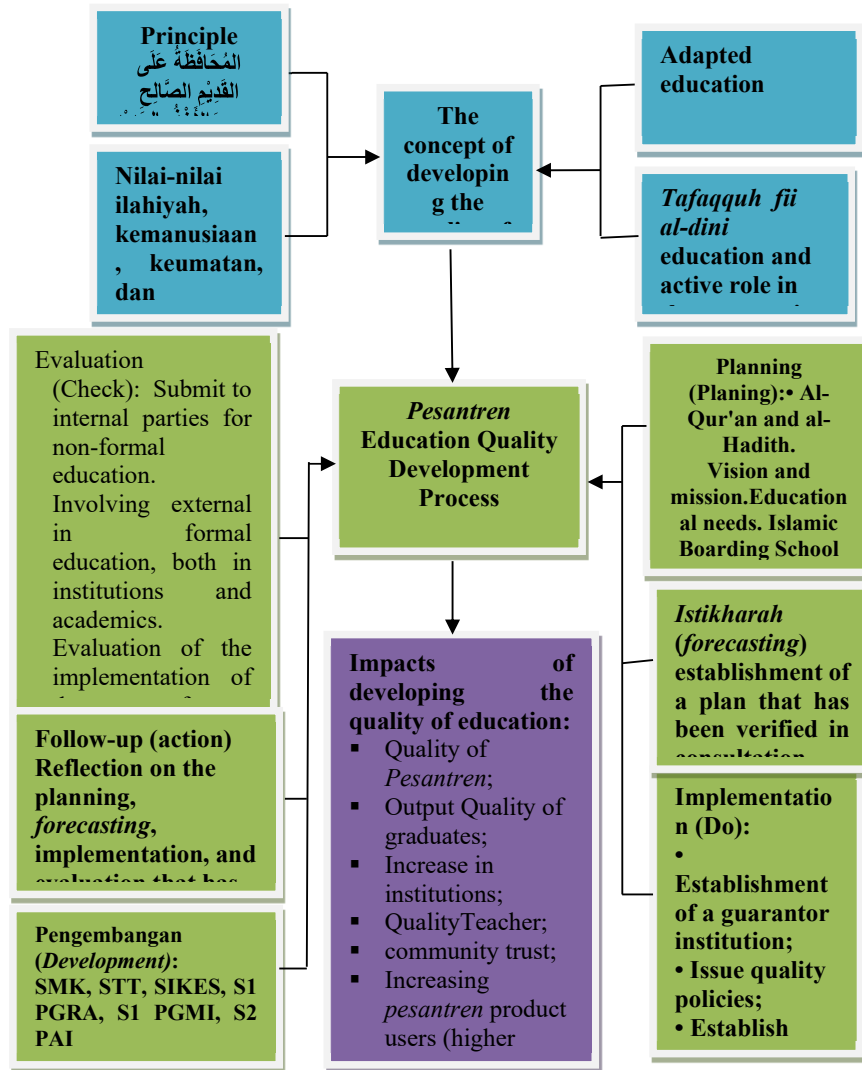 Principle
المُحَافَظَةُ عَلَى
القَدِيْمِ الصَّالِحِ
Nilai-nilai
ilahiyah,
kemanusiaan
, keumatan,
dan
The
concept of
developin
g the
Adapted
education
Tafaqquh fii
al-dini
education and
active role in
Evaluation
(Check): Submit to
internal parties for
non-formal
education.
Involving external
in formal
education, both in
institutions and
academics.
Evaluation of the
implementation of
Follow-up (action)
Reflection on the
planning,
forecasting,
implementation, and
evaluation that has
Pengembangan
(Development):
SMK, STT, SIKES, S1
PGRA, S1 PGMI, S2
PAI
Pesantren
Education Quality
Development
Process
Impacts of
developing the
quality of education:
▪ Quality of
Pesantren;
▪ Output Quality of
graduates;
▪ Increase in
institutions;
▪ QualityTeacher;
▪ community trust;
▪ Increasing
pesantren product
users (higher
Planning
(Planing):• Al-
Qur'an and al-
Hadith.
Vision and
mission.Education
al needs. Islamic
Boarding School
Istikharah
(forecasting)
establishment of
a plan that has
been verified in
consultation
Implementatio
n (Do):
•
Establishment
of a guarantor
institution;
• Issue quality
policies;
• Establish